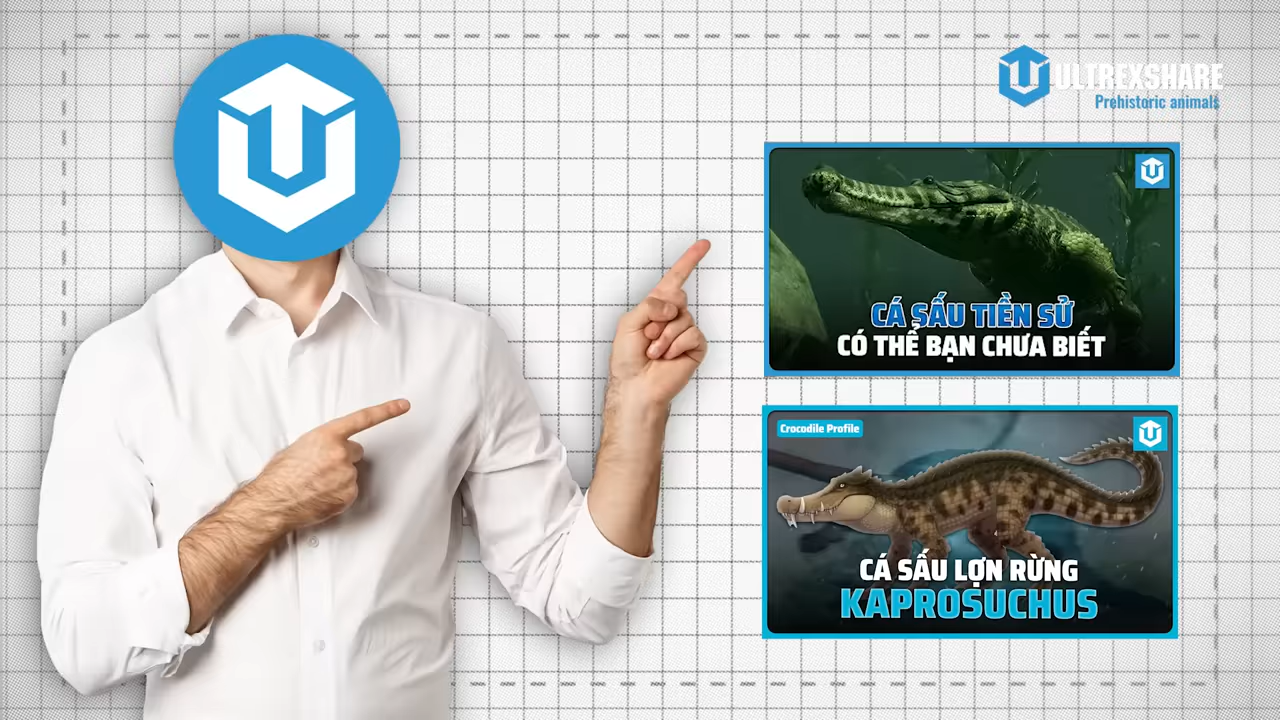 ULTREXSHARE
Prehistoric animals
CÁ SẤU TIỀN SỬ
CÓ THỂ BẠN CHƯA BIẾT
Crocodile Profile
CÁ SẤU LỢN RỪNG
KAPROSUCHUS